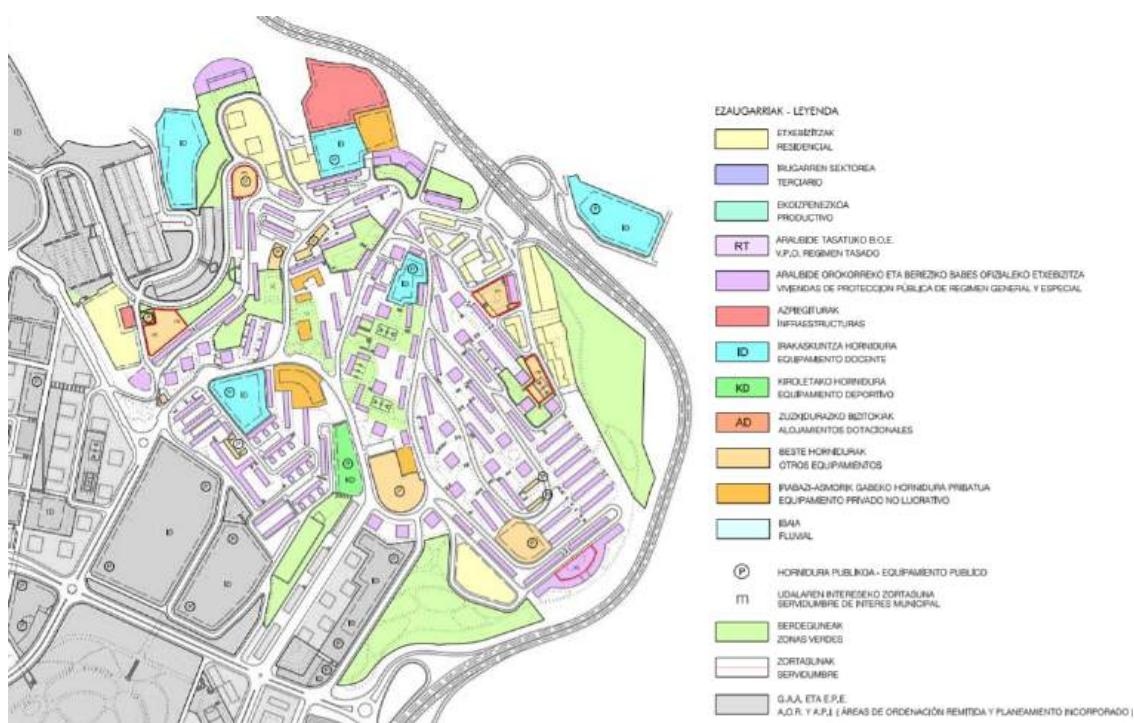 EZAUGARRIAK - LEYENDA
ETXEBIZITZAK
RESIDENCIAL
IRUGARREN SEKTOREA
TERCIARIO
EKOIZPENEZKOA
PRODUCTIVO
RT
ARAUBIDE TASATUKO B.O.E.
V.P.O. REGIMEN TASADO
ARAUBIDE OROKORREKO ETA BEREZIKO BABES OFIZIALEKO ETXEBIZITZA
VIVIENDAS DE PROTECCION PÚBLICA DE REGIMEN GENERAL Y ESPECIAL
AZPIEGITURAK
INFRAESTRUCTURAS
ID
IRAKASKUNTZA HORNIDURA
EQUIPAMIENTO DOCENTE
KD
KIROLETAKO HORNIDURA
EQUIPAMIENTO DEPORTIVO
AD
ZUZKIDURAZKO BIZITOKIAK
ALOJAMIENTOS DOTACIONALES
BESTE HORNIDURAK
OTROS EQUIPAMIENTOS
IRABAZI-ASMORIK GABEKO HORNIDURA PRIBATUA
EQUIPAMIENTO PRIVADO NO LUCRATIVO
IBAIA
FLUVIAL
P
HORNIDURA PUBLIKOA - EQUIPAMIENTO PUBLICO
m
UDALAREN INTERESEKO ZORTASUNA
SERVIDUMBRE DE INTERES MUNICIPAL
BERDEGUNEAK
ZONAS VERDES
ZORTASUNAK
SERVIDUMBRE
G.A.A. ETA E.P.E.
A.O.R. Y A.P.I. ( ÁREAS DE ORDENACIÓN REMITIDA Y PLANEAMIENTO INCORPORADO )
ID
ID
ID
ID
ID
ID
KD
ID
ID